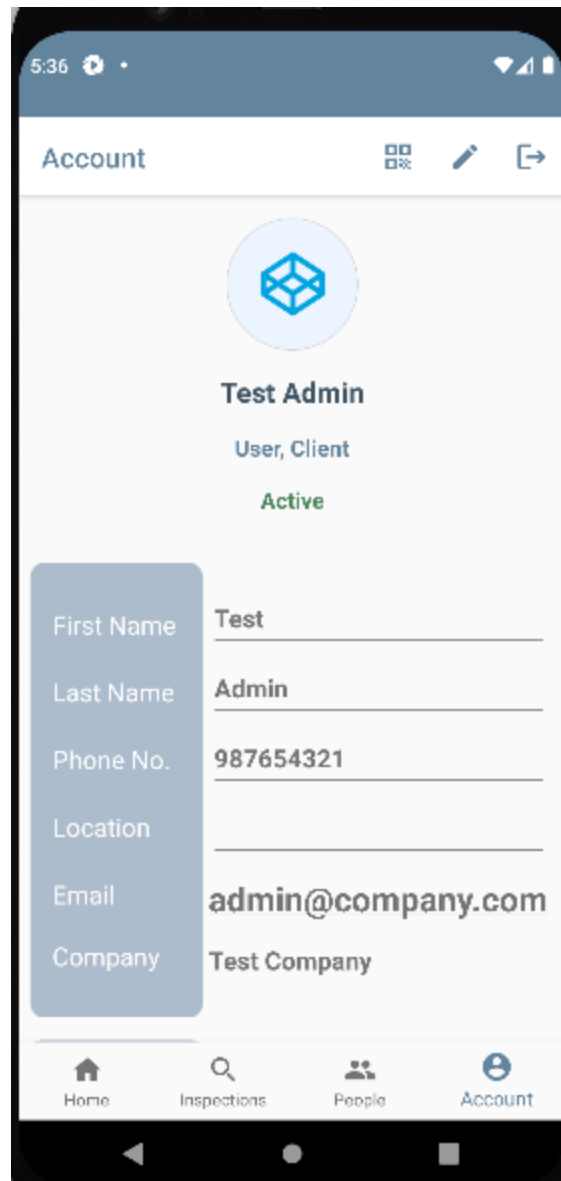 5:36
Account
Test Admin
User, Client
Active
First Name Test
Last Name Admin
Phone No. 987654321
Location
Email admin@company.com
Company Test Company
Home Inspections People Account